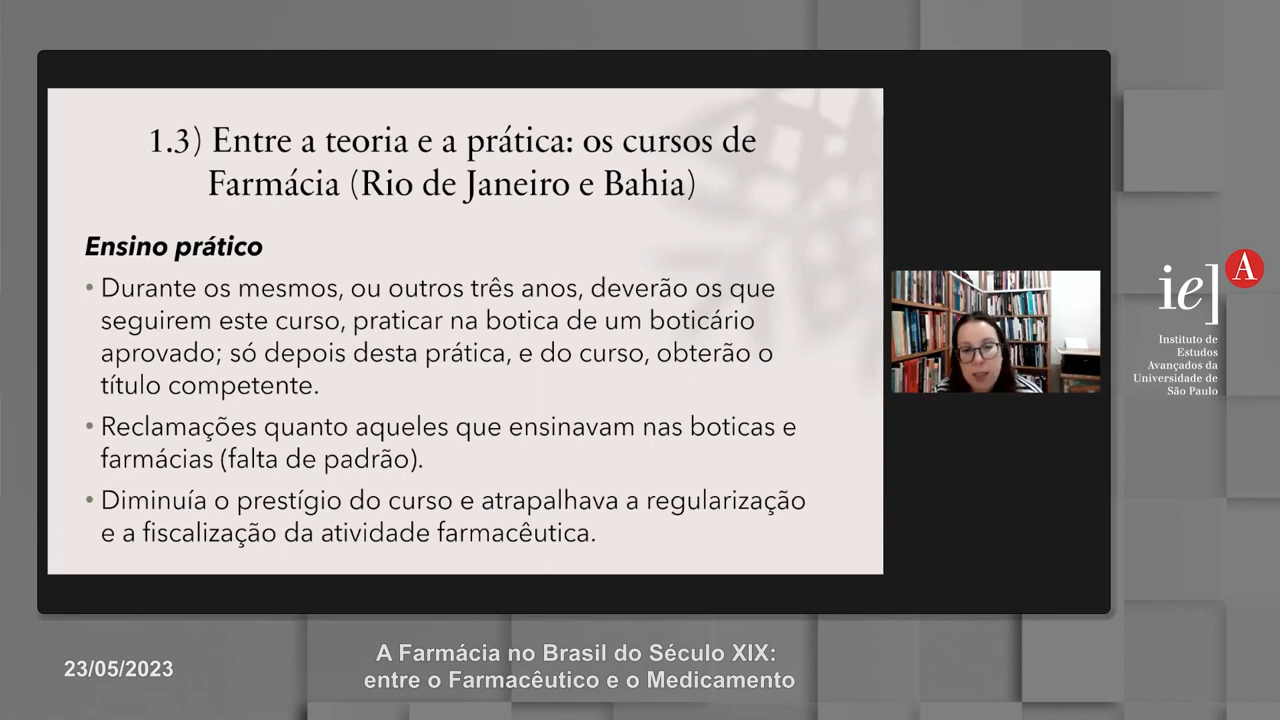 1.3) Entre a teoria e a prática: os cursos de
Farmácia (Rio de Janeiro e Bahia)
Ensino prático
• Durante os mesmos, ou outros três anos, deverão os que
seguirem este curso, praticar na botica de um boticário
aprovado; só depois desta prática, e do curso, obterão o
título competente.
• Reclamações quanto aqueles que ensinavam nas boticas e
farmácias (falta de padrão).
• Diminuía o prestígio do curso e atrapalhava a regularização
e a fiscalização da atividade farmacêutica.
ie] A
Instituto de
Estudos
Avançados da
Universidade de
São Paulo
23/05/2023
A Farmácia no Brasil do Século XIX:
entre o Farmacêutico e o Medicamento